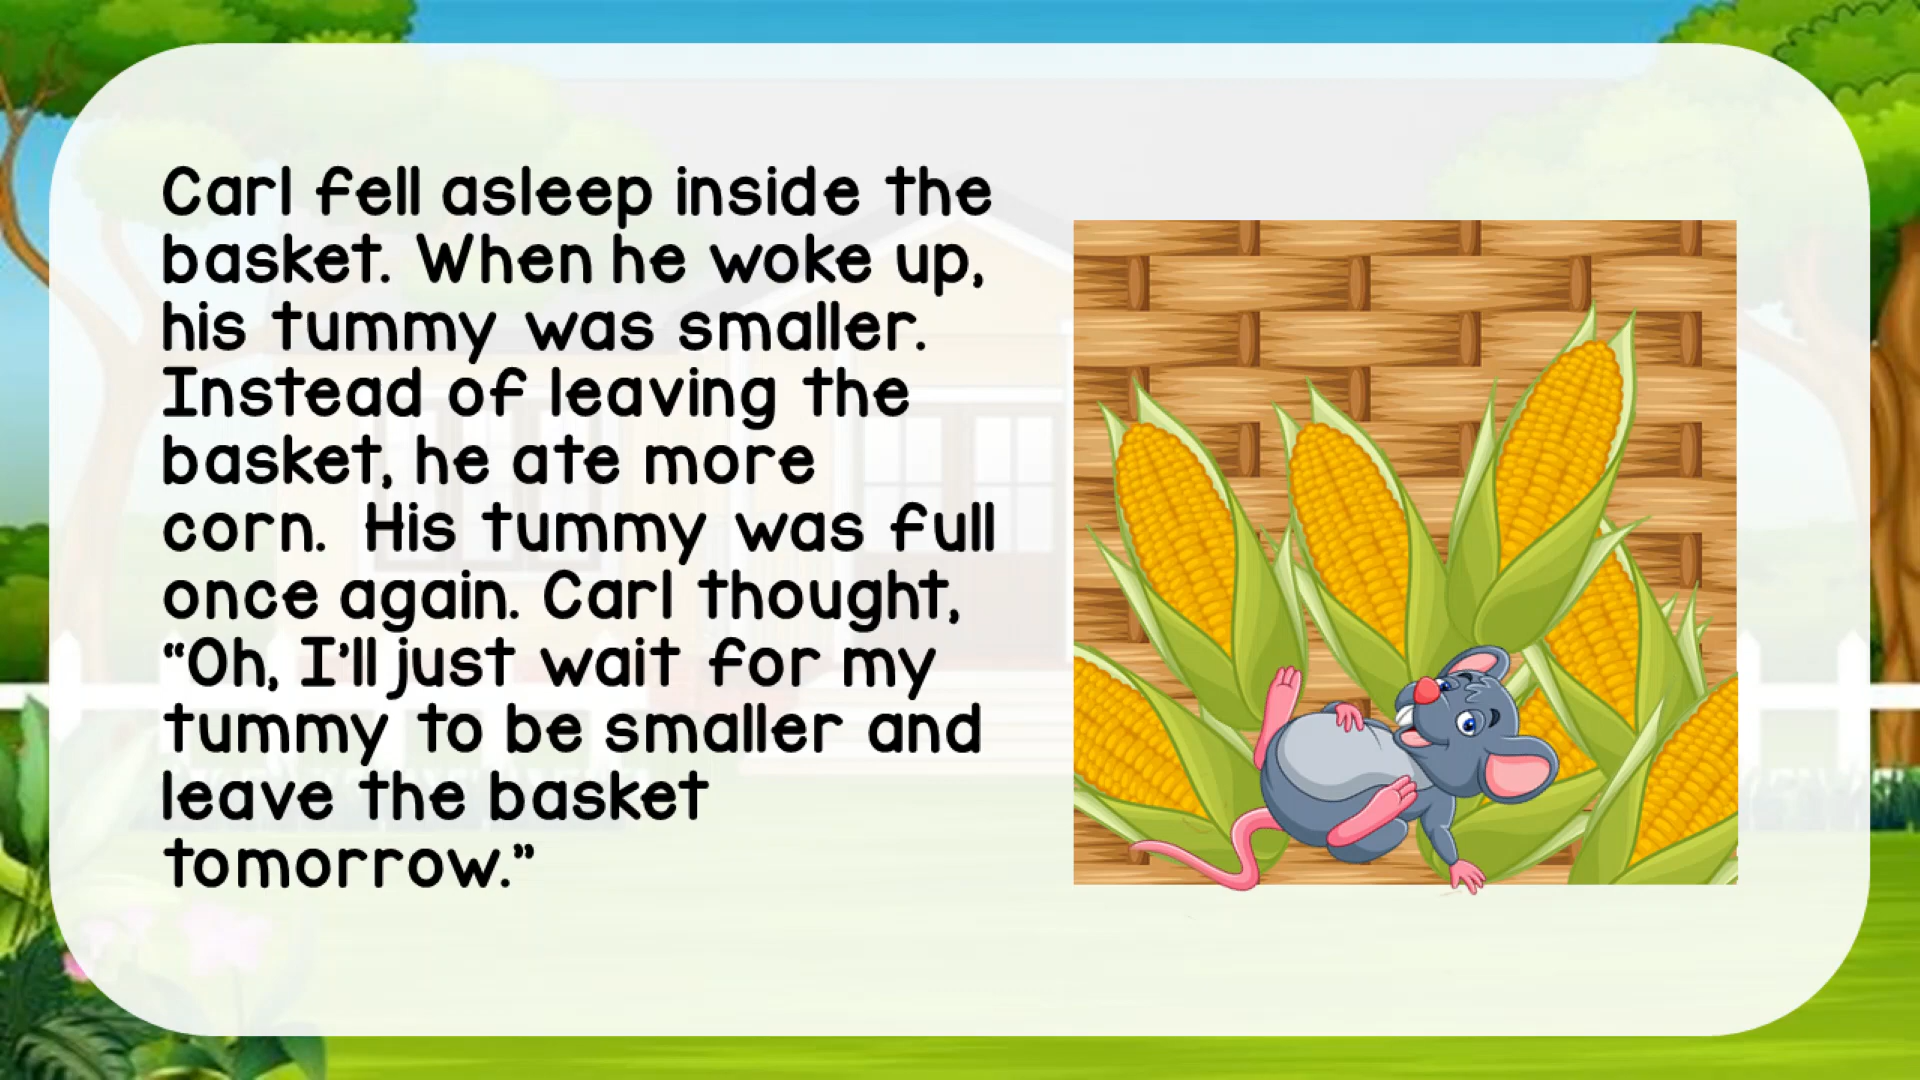 Carl fell asleep inside the
basket. When he woke up,
his tummy was smaller.
Instead of leaving the
basket, he ate more
corn.  His tummy was full
once again. Carl thought,
“Oh, I’ll just wait for my
tummy to be smaller and
leave the basket
tomorrow.”